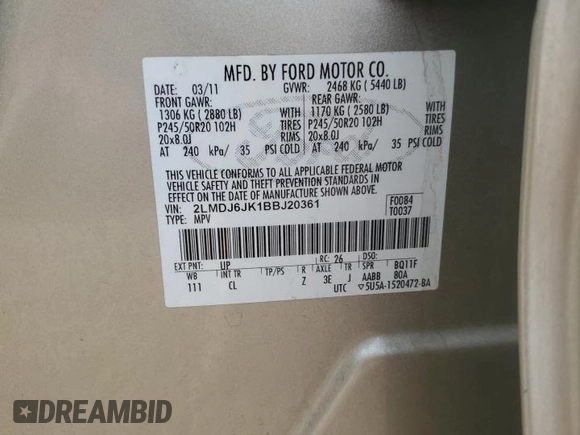 MFD. BY FORD MOTOR CO.
DATE: 03/11 GVWR: 2468 KG ( 5440 LB)
FRONT GAWR: REAR GAWR:
1306 KG ( 2880 LB) 1170 KG ( 2580 LB)
P245/50R20 102H TIRES P245/50R20 102H TIRES
20x8.0J RIMS 20x8.0J RIMS
AT 240 kPa/ 35 PSI COLD AT 240 kPa/ 35 PSI COLD
THIS VEHICLE CONFORMS TO ALL APPLICABLE FEDERAL MOTOR
VEHICLE SAFETY AND THEFT PREVENTION STANDARDS IN
EFFECT ON THE DATE OF MANUFACTURE SHOWN ABOVE.
VIN: 2LMDJ6JK1BBJ20361 F0084
TYPE: MPV T0037
EXT PNT: UP RC: 26 DSO:
WB INT TR TP/PS R AXLE TR SPR BQ11F
111 CL Z 3E J AABB 80A
UTC ▽5U5A-1520472-BA
DREAMBID